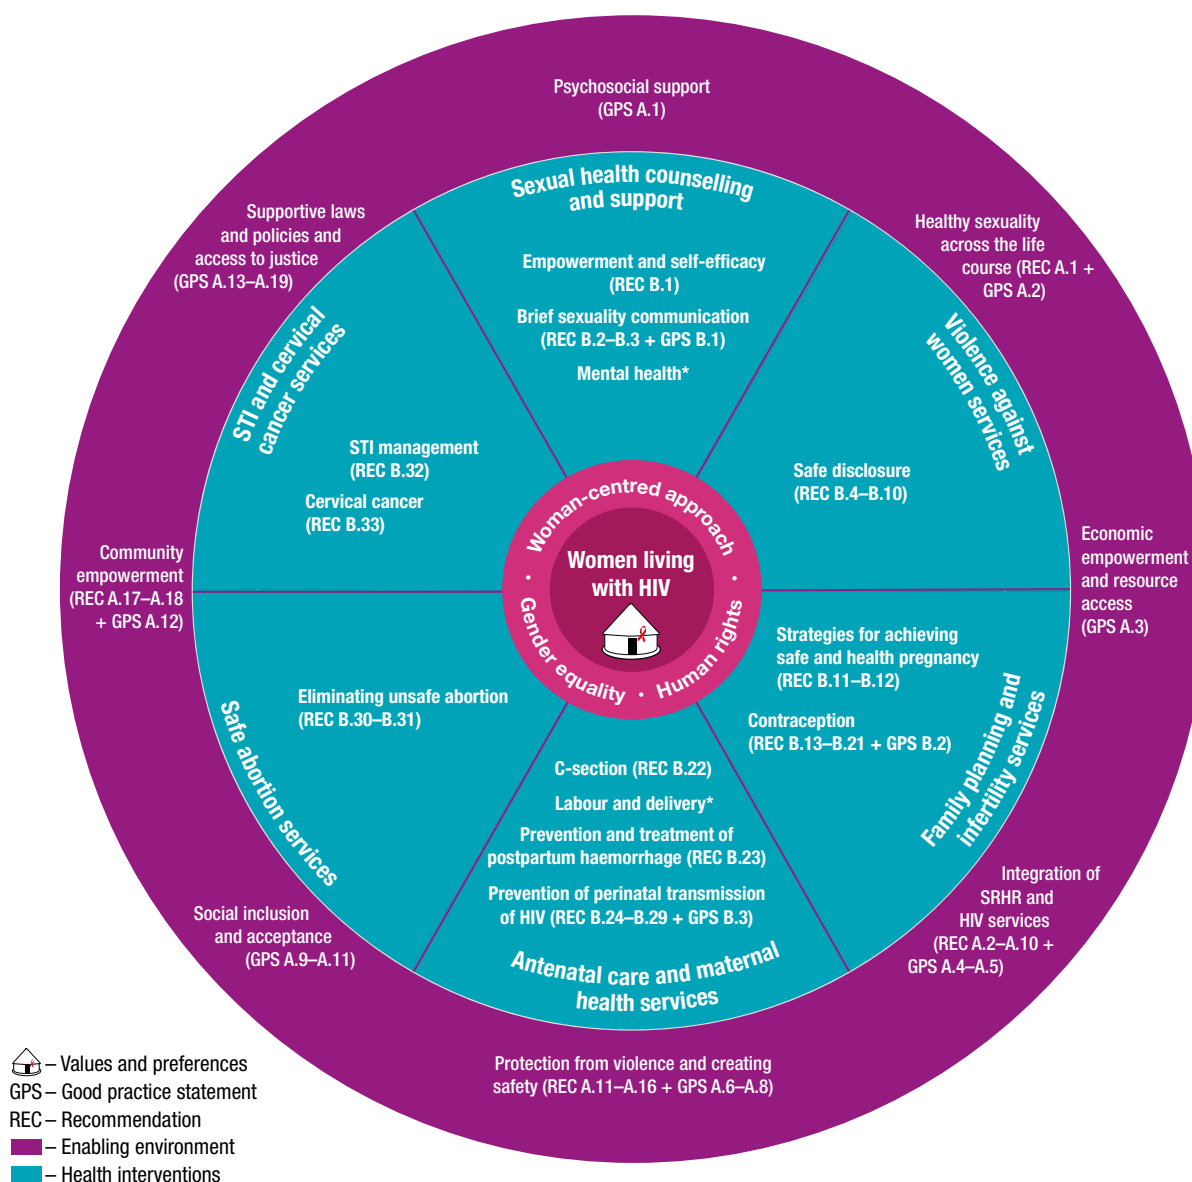 Psychosocial support
(GPS A.1)
Supportive laws
and policies and
access to justice
(GPS A.13–A.19)
Healthy sexuality
across the life
course (REC A.1 +
GPS A.2)
Sexual health counselling
and support
Empowerment and self-efficacy
(REC B.1)
Brief sexuality communication
(REC B.2–B.3 + GPS B.1)
Mental health*
STI and cervical
cancer services
STI management
(REC B.32)
Cervical cancer
(REC B.33)
Violence against
women services
Safe disclosure
(REC B.4–B.10)
Woman-centred approach
Women living
with HIV
Gender equality · Human rights
Community
empowerment
(REC A.17–A.18
+ GPS A.12)
Economic
empowerment
and resource
access
(GPS A.3)
Strategies for achieving
safe and health pregnancy
(REC B.11–B.12)
Contraception
(REC B.13–B.21 + GPS B.2)
Family planning and
infertility services
Eliminating unsafe abortion
(REC B.30–B.31)
Safe abortion services
C-section (REC B.22)
Labour and delivery*
Prevention and treatment of
postpartum haemorrhage (REC B.23)
Prevention of perinatal transmission
of HIV (REC B.24–B.29 + GPS B.3)
Antenatal care and maternal
health services
Integration of
SRHR and
HIV services
(REC A.2–A.10 +
GPS A.4–A.5)
Social inclusion
and acceptance
(GPS A.9–A.11)
Protection from violence and creating
safety (REC A.11–A.16 + GPS A.6–A.8)
– Values and preferences
GPS – Good practice statement
REC – Recommendation
– Enabling environment
– Health interventions